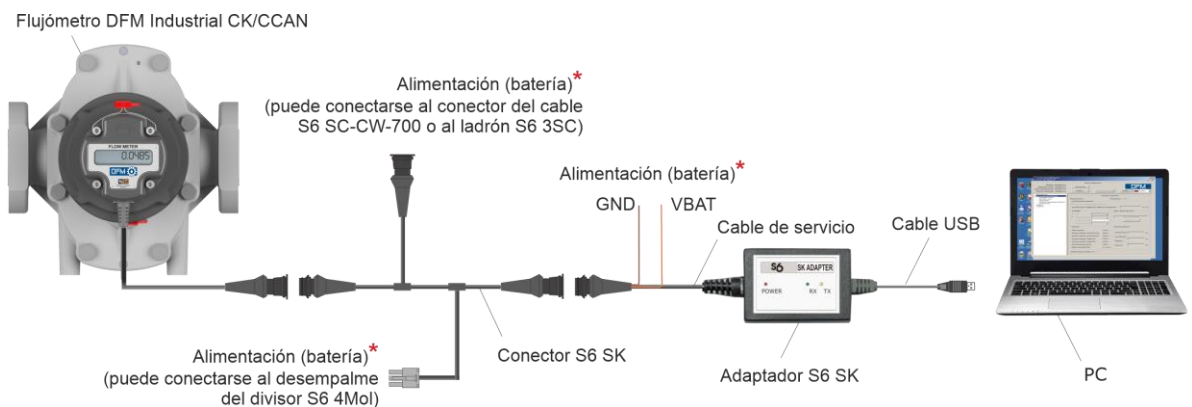 Flujómetro DFM Industrial CK/CCAN
Alimentación (batería)*
(puede conectarse al conector del cable
S6 SC-CW-700 o al ladrón S6 3SC)
FLOW METER
0.0485
DFM
Alimentación (batería)*
GND VBAT
Cable de servicio
Cable USB
S6 SK ADAPTER
POWER RX TX
DFM
Alimentación (batería)*
(puede conectarse al desempalme
del divisor S6 4Mol)
Conector S6 SK
Adaptador S6 SK
PC